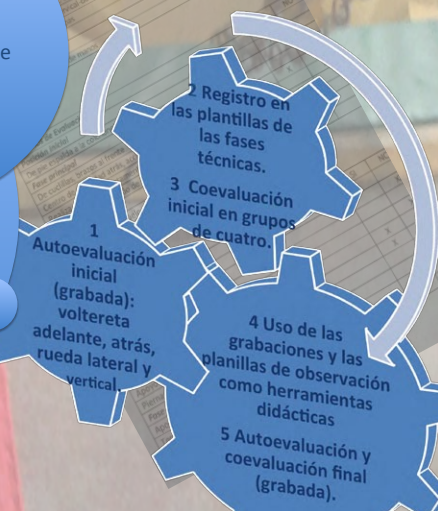 e
1
Autoevaluación
inicial
(grabada):
voltereta
adelante, atrás,
rueda lateral y
vertical.
2 Registro en
las plantillas de
las fases
técnicas.
3 Coevaluación
inicial en grupos
de cuatro.
4 Uso de las
grabaciones y las
planillas de observación
como herramientas
didácticas
5 Autoevaluación y
coevaluación final
(grabada).